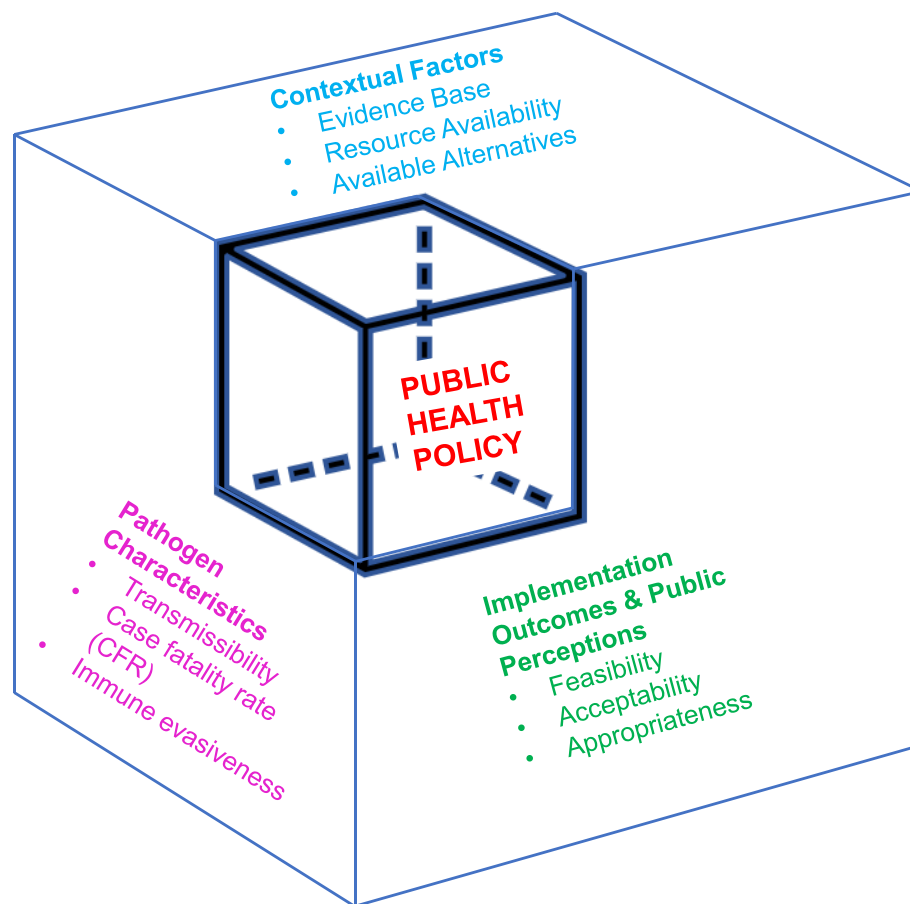 Contextual Factors
• Evidence Base
• Resource Availability
• Available Alternatives
PUBLIC
HEALTH
POLICY
Pathogen
Characteristics
• Transmissibility
• Case fatality rate
(CFR)
• Immune evasiveness
Implementation
Outcomes & Public
Perceptions
• Feasibility
• Acceptability
• Appropriateness